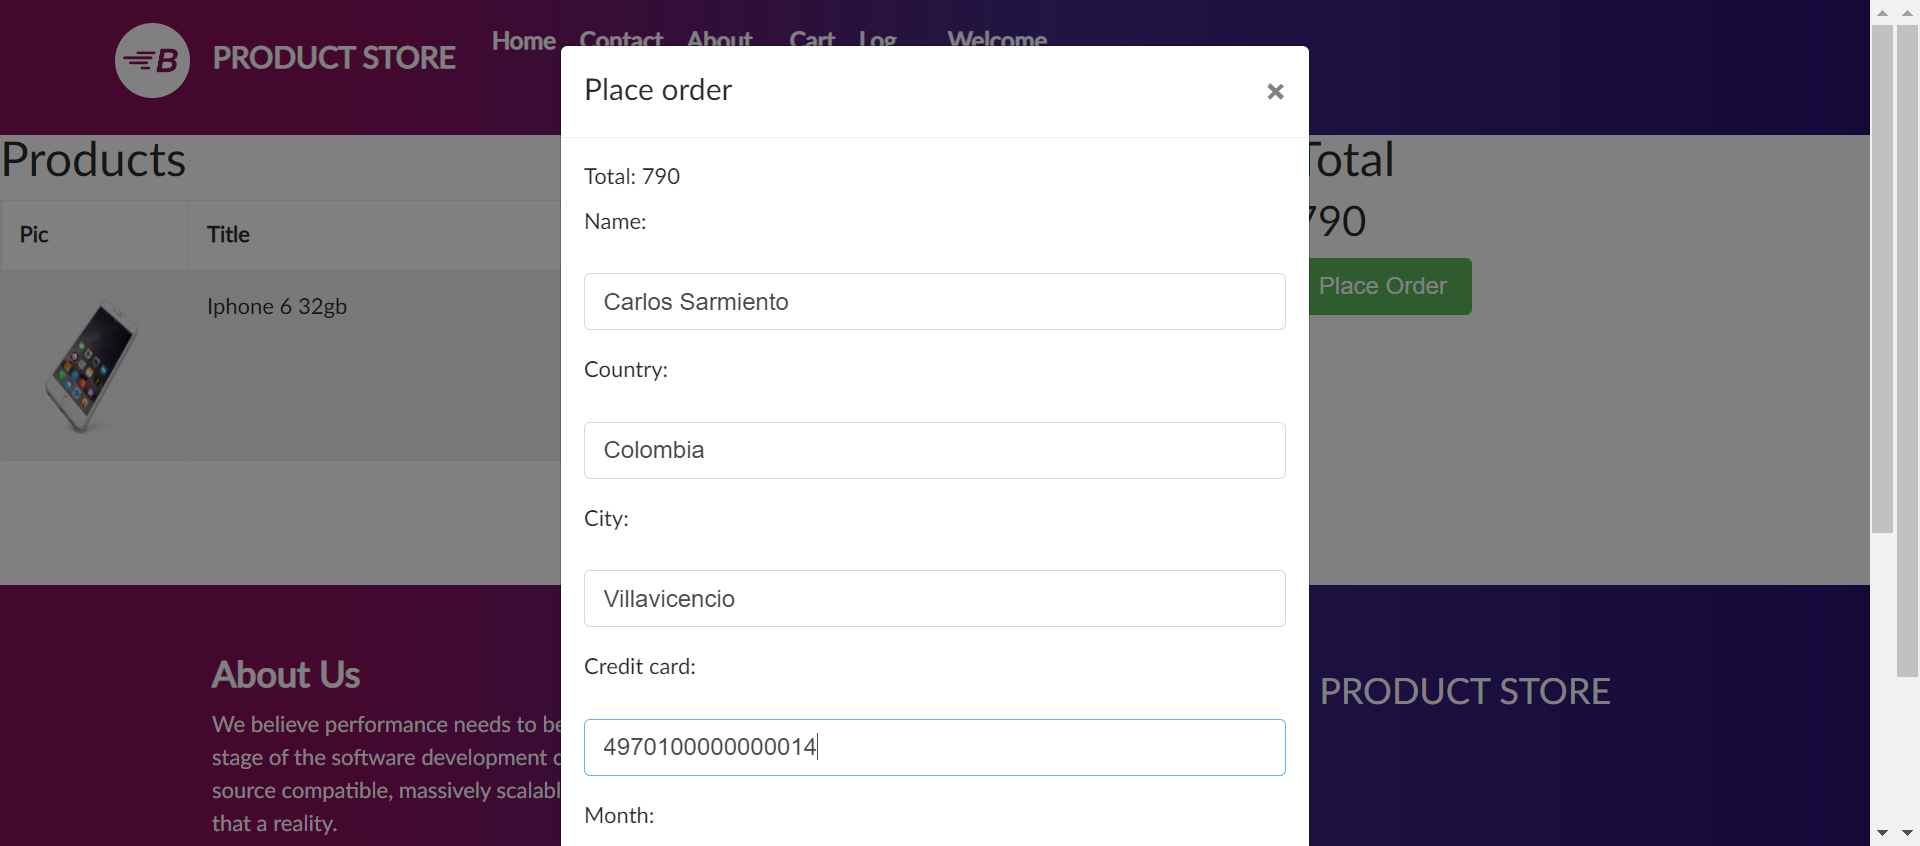 B PRODUCT STORE
Home Contact About Cart Log Welcome
Place order
×
Products
Total: 790
Total
Name:
790
Pic Title
Place Order
Carlos Sarmiento
Iphone 6 32gb
Country:
Colombia
City:
Villavicencio
Credit card:
About Us
PRODUCT STORE
We believe performance needs to be
stage of the software development
source compatible, massively
that a reality.
4970100000000014
Month: